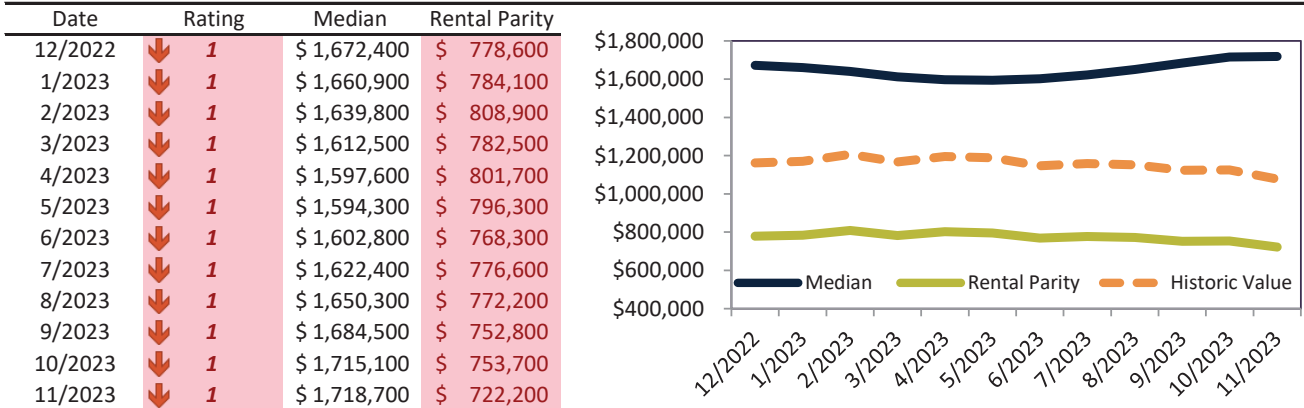 Date Rating Median Rental Parity
12/2022 1 $ 1,672,400 $ 778,600
1/2023 1 $ 1,660,900 $ 784,100
2/2023 1 $ 1,639,800 $ 808,900
3/2023 1 $ 1,612,500 $ 782,500
4/2023 1 $ 1,597,600 $ 801,700
5/2023 1 $ 1,594,300 $ 796,300
6/2023 1 $ 1,602,800 $ 768,300
7/2023 1 $ 1,622,400 $ 776,600
8/2023 1 $ 1,650,300 $ 772,200
9/2023 1 $ 1,684,500 $ 752,800
10/2023 1 $ 1,715,100 $ 753,700
11/2023 1 $ 1,718,700 $ 722,200
$1,800,000
$1,600,000
$1,400,000
$1,200,000
$1,000,000
$800,000
$600,000
$400,000
Median Rental Parity Historic Value
12/2022 1/2023 2/2023 3/2023 4/2023 5/2023 6/2023 7/2023 8/2023 9/2023 10/2023 11/2023